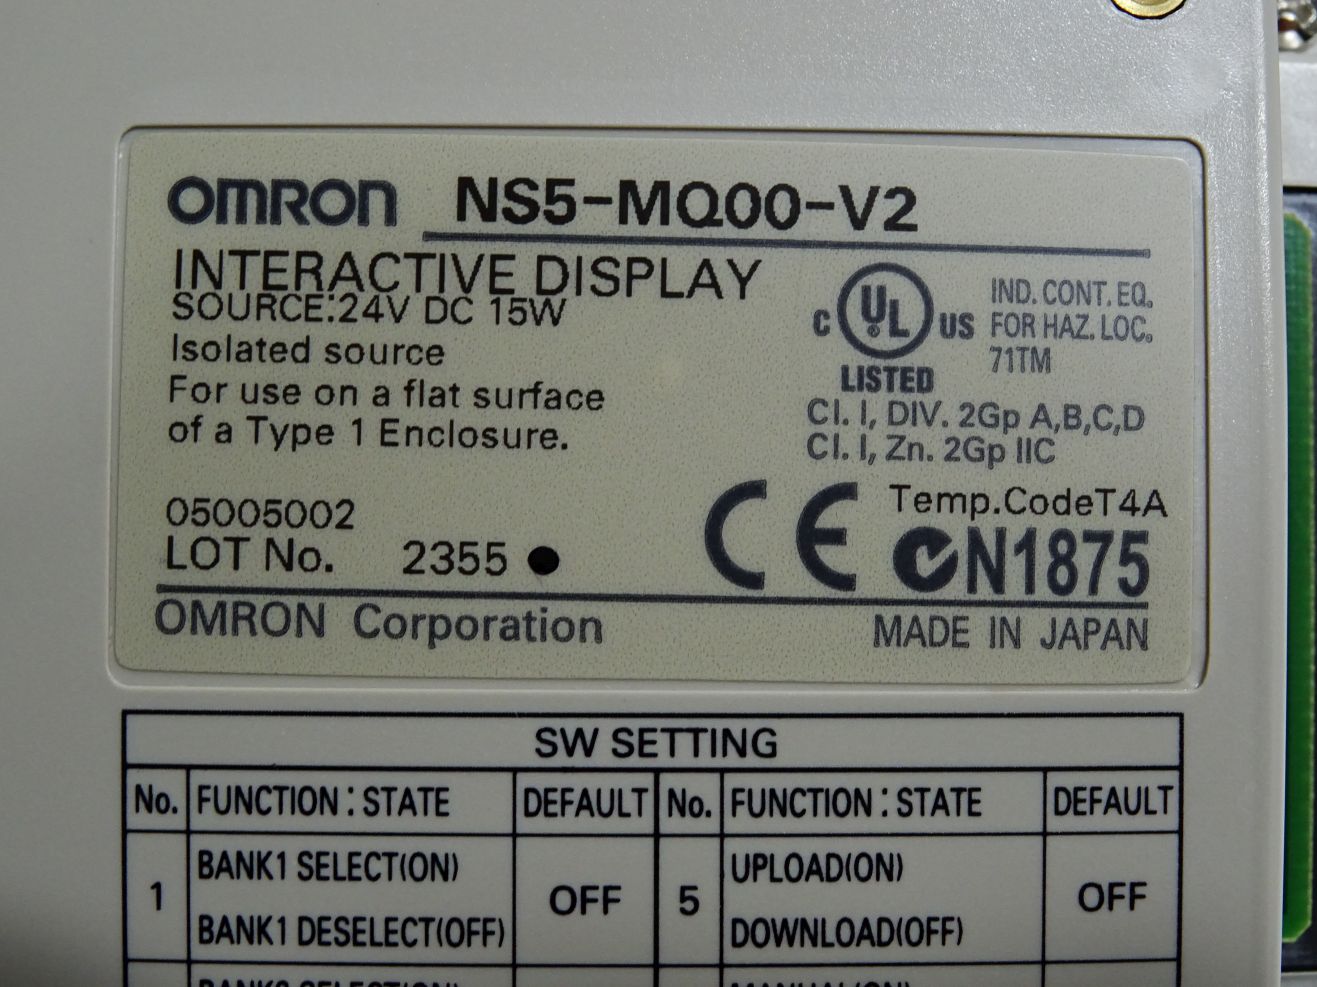 OMRON NS5-MQ00-V2
INTERACTIVE DISPLAY
SOURCE:24V DC 15W
Isolated source
For use on a flat surface
of a Type 1 Enclosure.
C UL US
LISTED
IND. CONT. EQ.
FOR HAZ. LOC.
71TM
Cl. I, DIV. 2Gp A,B,C,D
Cl. I, Zn. 2Gp IIC
Temp.CodeT4A
05005002
LOT No. 2355
CE
N1875
OMRON Corporation
MADE IN JAPAN
SW SETTING
No. FUNCTION : STATE DEFAULT No. FUNCTION : STATE DEFAULT
1 BANK1 SELECT(ON) BANK1 DESELECT(OFF) OFF
5 UPLOAD(ON) DOWNLOAD(OFF) OFF